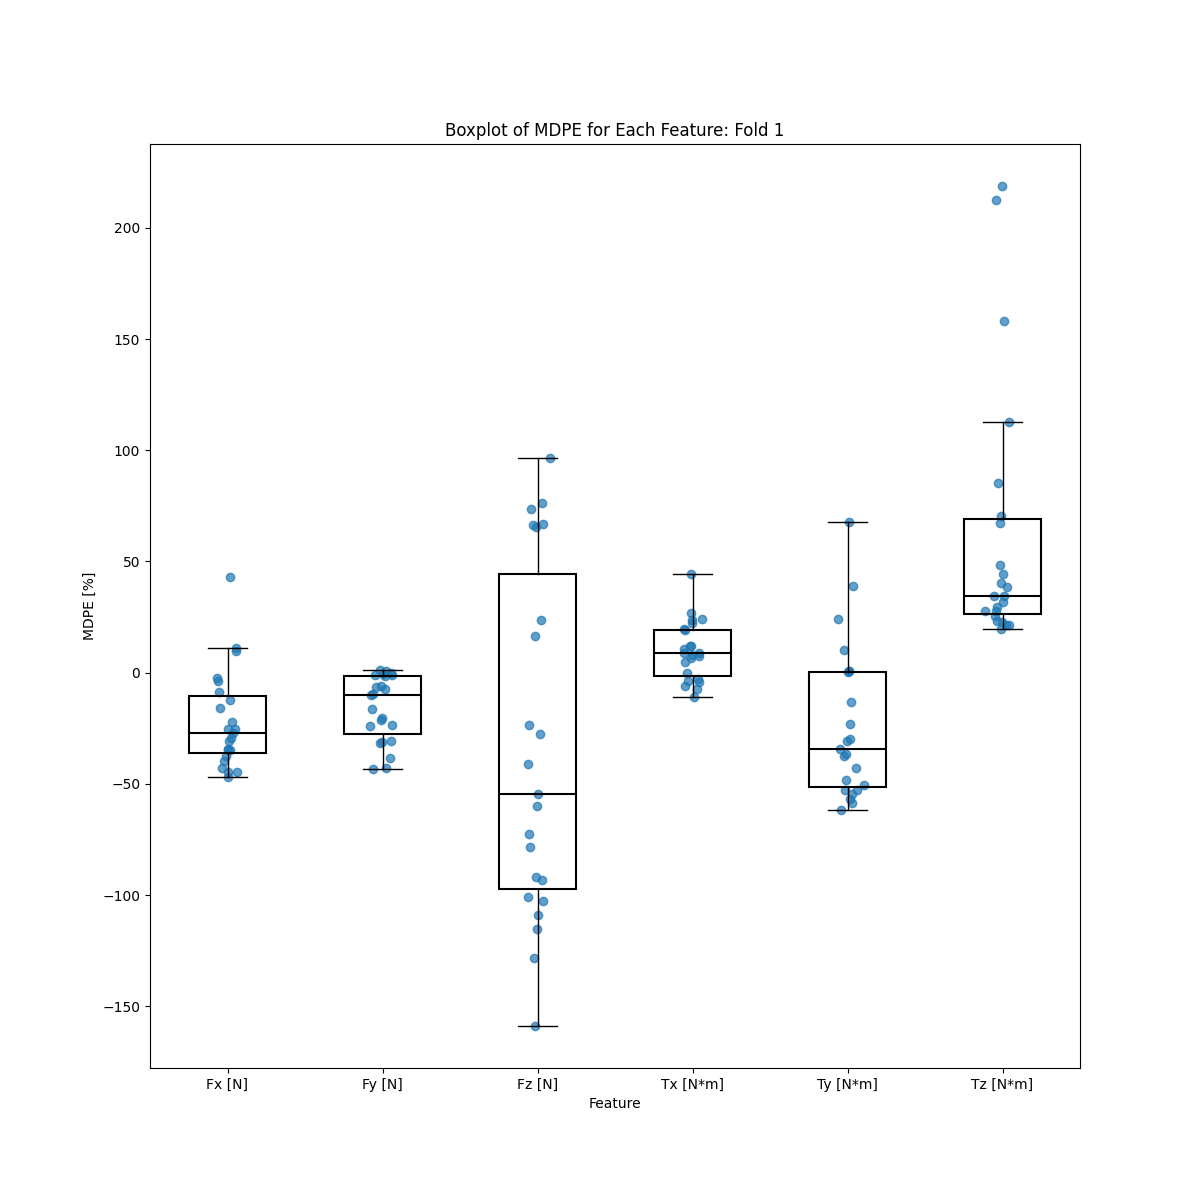 Boxplot of MDPE for Each Feature: Fold 1
MDPE [%]
200
150
100
50
0
−50
−100
−150
Fx [N]
Fy [N]
Fz [N]
Tx [N*m]
Ty [N*m]
Tz [N*m]
Feature